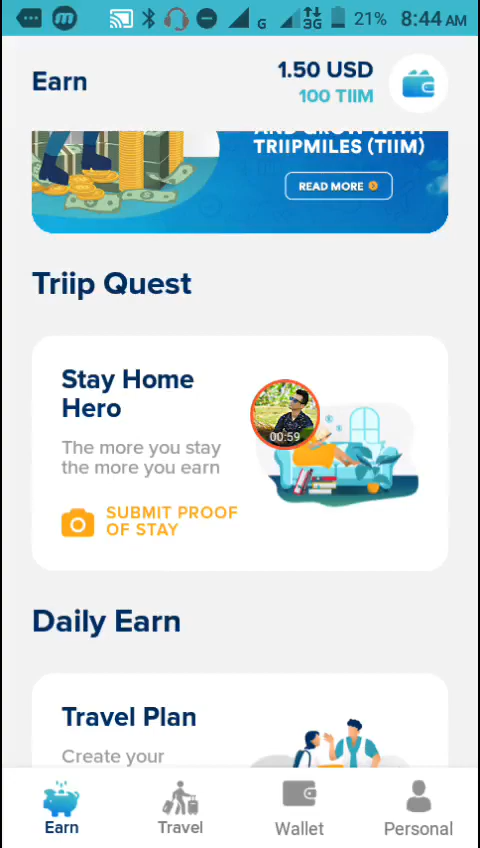 G 3G 21% 8:44 AM
Earn
1.50 USD
100 TIIM
AND GROW WITH
TRIIPMILES (TIIM)
READ MORE
Triip Quest
Stay Home
Hero
The more you stay
the more you earn
00:59
SUBMIT PROOF
OF STAY
Daily Earn
Travel Plan
Create your
Earn
Travel
Wallet
Personal